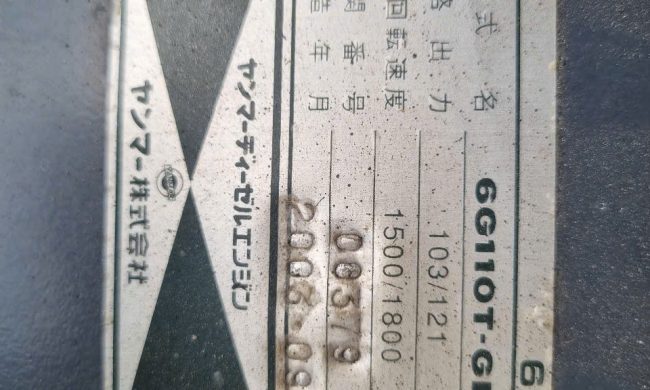 6
式名 6G110T-G
出力 103/121
回転速度 1500/1800
番号 00379
年月
ヤンマーディーゼルエンジン
ヤンマー株式会社